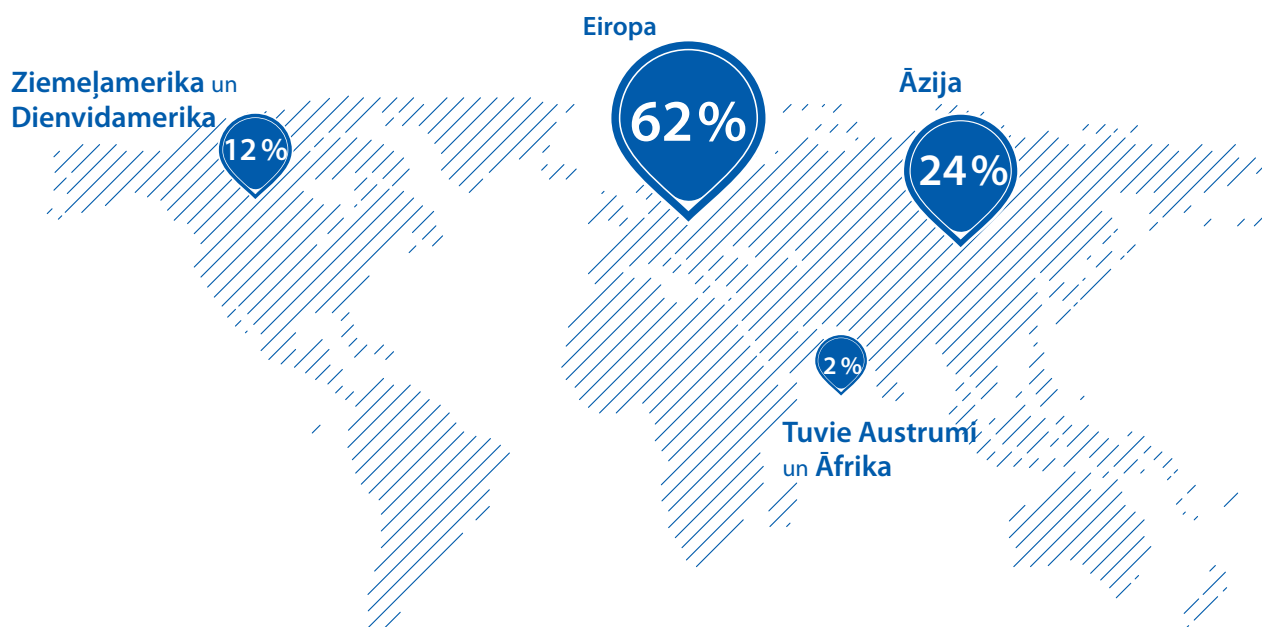 Eiropa
62 %
Ziemeļamerika un
Dienvidamerika
12 %
Āzija
24 %
2 %
Tuvie Austrumi
un Āfrika